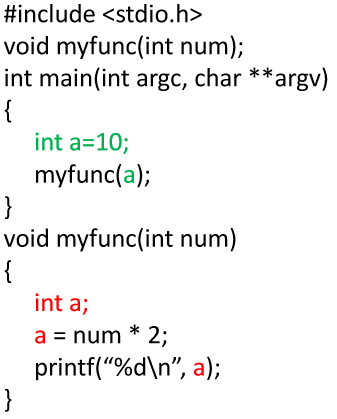 #include <stdio.h>
void myfunc(int num);
int main(int argc, char **argv)
{
int a=10;
myfunc(a);
}
void myfunc(int num)
{
int a;
a = num * 2;
printf(“%d\n”, a);
}